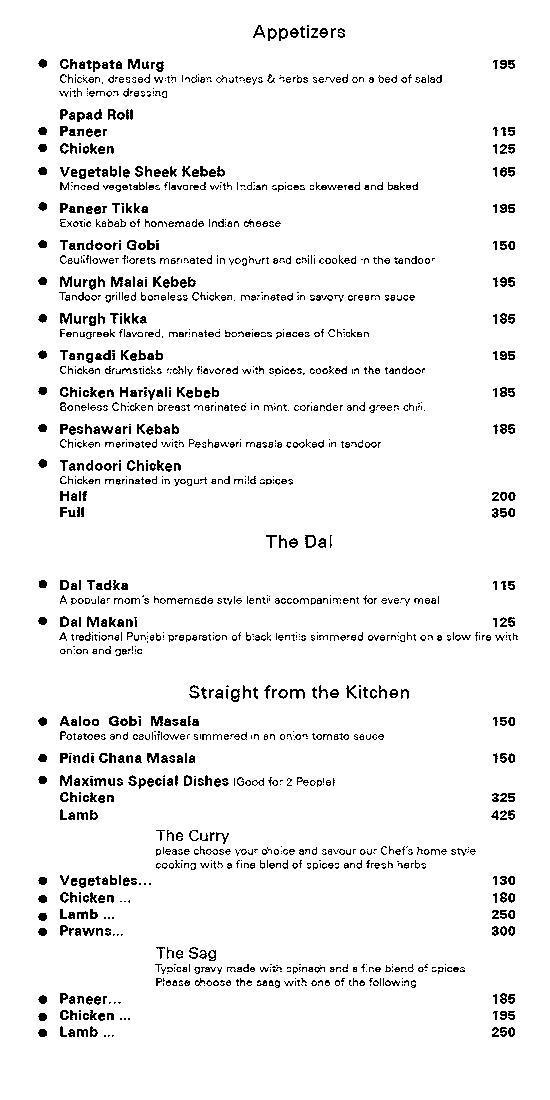 Appetizers
● Chatpata Murg 195
Chicken, dressed with Indian chutneys & herbs served on a bed of salad
with lemon dressing
Papad Roll
● Paneer 115
● Chicken 125
● Vegetable Sheek Kebeb 165
Minced vegetables flavored with Indian spices skewered and baked
● Paneer Tikka 195
Exotic kabab of homemade Indian cheese
● Tandoori Gobi 150
Cauliflower florets marinated in yoghurt and chili cooked in the tandoor
● Murgh Malai Kebeb 195
Tandoor grilled boneless Chicken, marinated in savory cream sauce
● Murgh Tikka 185
Fenugreek flavored, marinated boneless pieces of Chicken
● Tangadi Kebab 195
Chicken drumsticks richly flavored with spices, cooked in the tandoor
● Chicken Hariyali Kebeb 185
Boneless Chicken breast marinated in mint, coriander and green chili.
● Peshawari Kebab 185
Chicken marinated with Peshawari masala cooked in tandoor
● Tandoori Chicken
Chicken marinated in yogurt and mild spices
Half 200
Full 350
The Dal
● Dal Tadka 115
A popular mom's homemade style lentil accompaniment for every meal
● Dal Makani 125
A traditional Punjabi preparation of black lentils simmered overnight on a slow fire with
onion and garlic
Straight from the Kitchen
● Aaloo Gobi Masala 150
Potatoes and cauliflower simmered in an onion tomato sauce
● Pindi Chana Masala 150
● Maximus Special Dishes (Good for 2 People)
Chicken 325
Lamb 425
The Curry
please choose your choice and savour our Chef's home style
cooking with a fine blend of spices and fresh herbs
● Vegetables... 130
● Chicken ... 180
● Lamb ... 250
● Prawns... 300
The Sag
Typical gravy made with spinach and a fine blend of spices
Please choose the saag with one of the following
● Paneer... 185
● Chicken ... 195
● Lamb ... 250